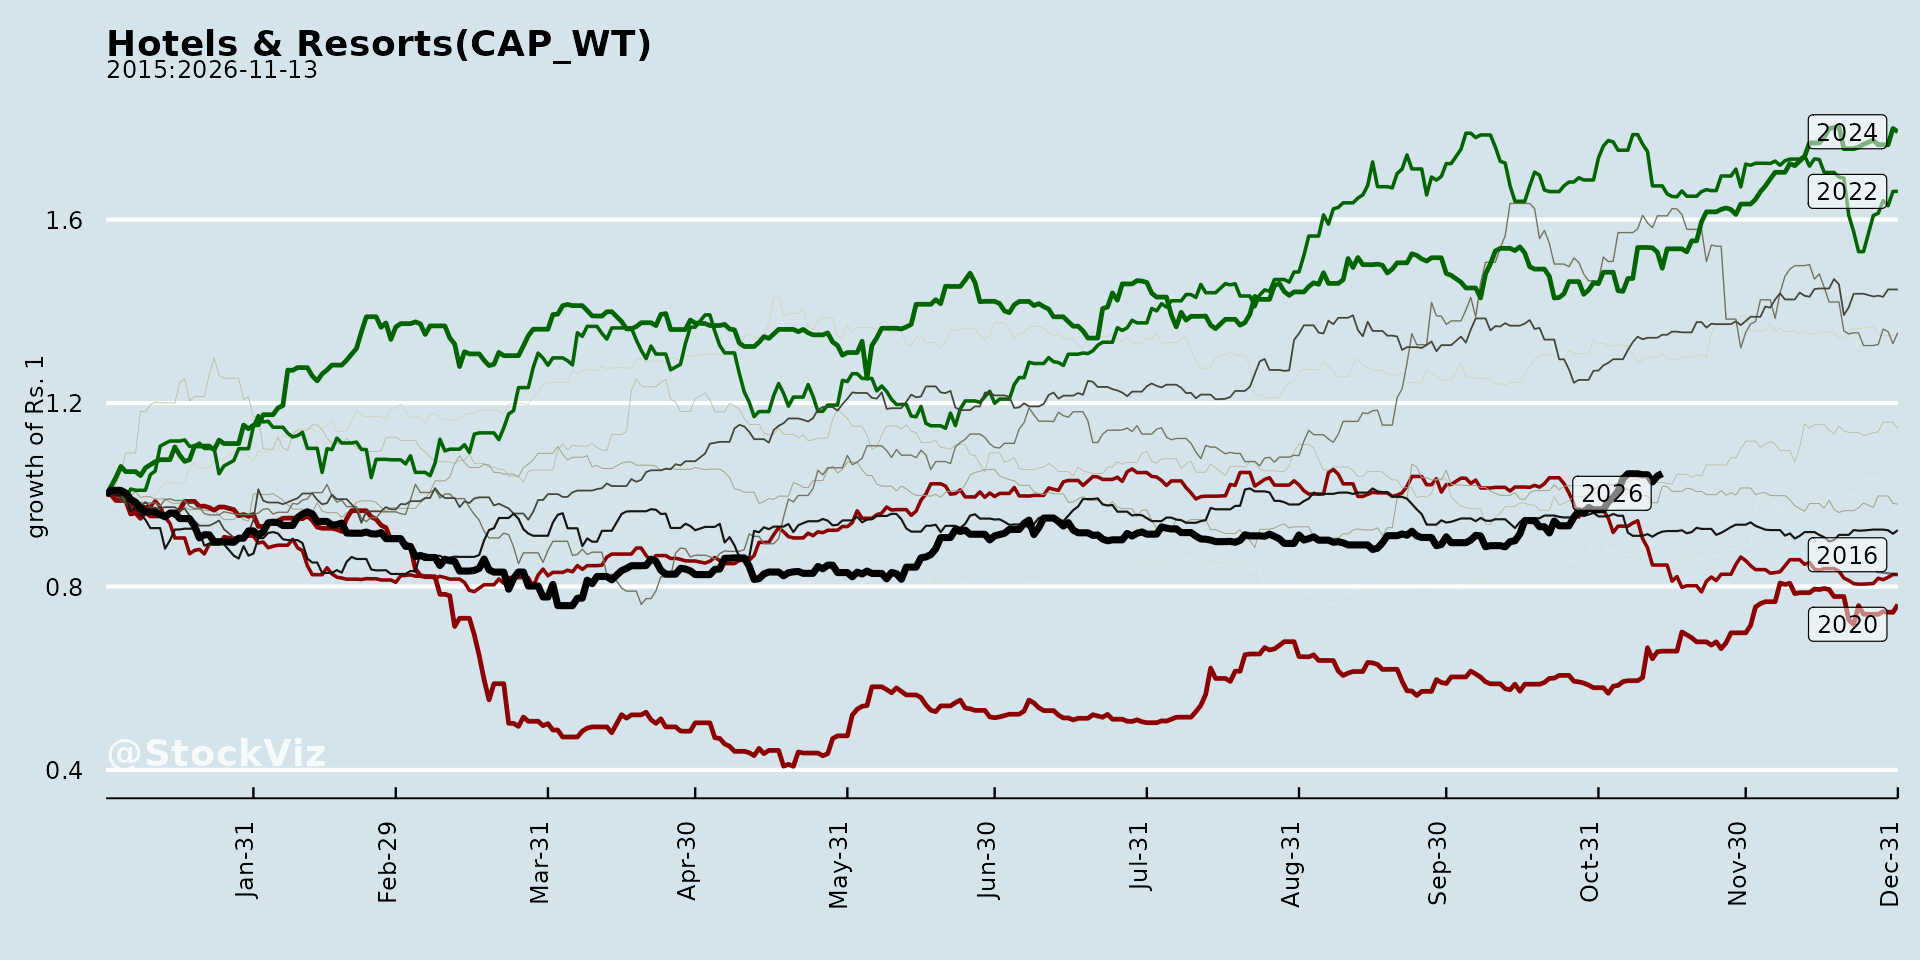 Hotels & Resorts(CAP_WT)
2015:2026-11-13
growth of Rs. 1
1.6
1.2
0.8
0.4
2024
2022
2026
2016
2020
@StockViz
Jan-31
Feb-29
Mar-31
Apr-30
May-31
Jun-30
Jul-31
Aug-31
Sep-30
Oct-31
Nov-30
Dec-31